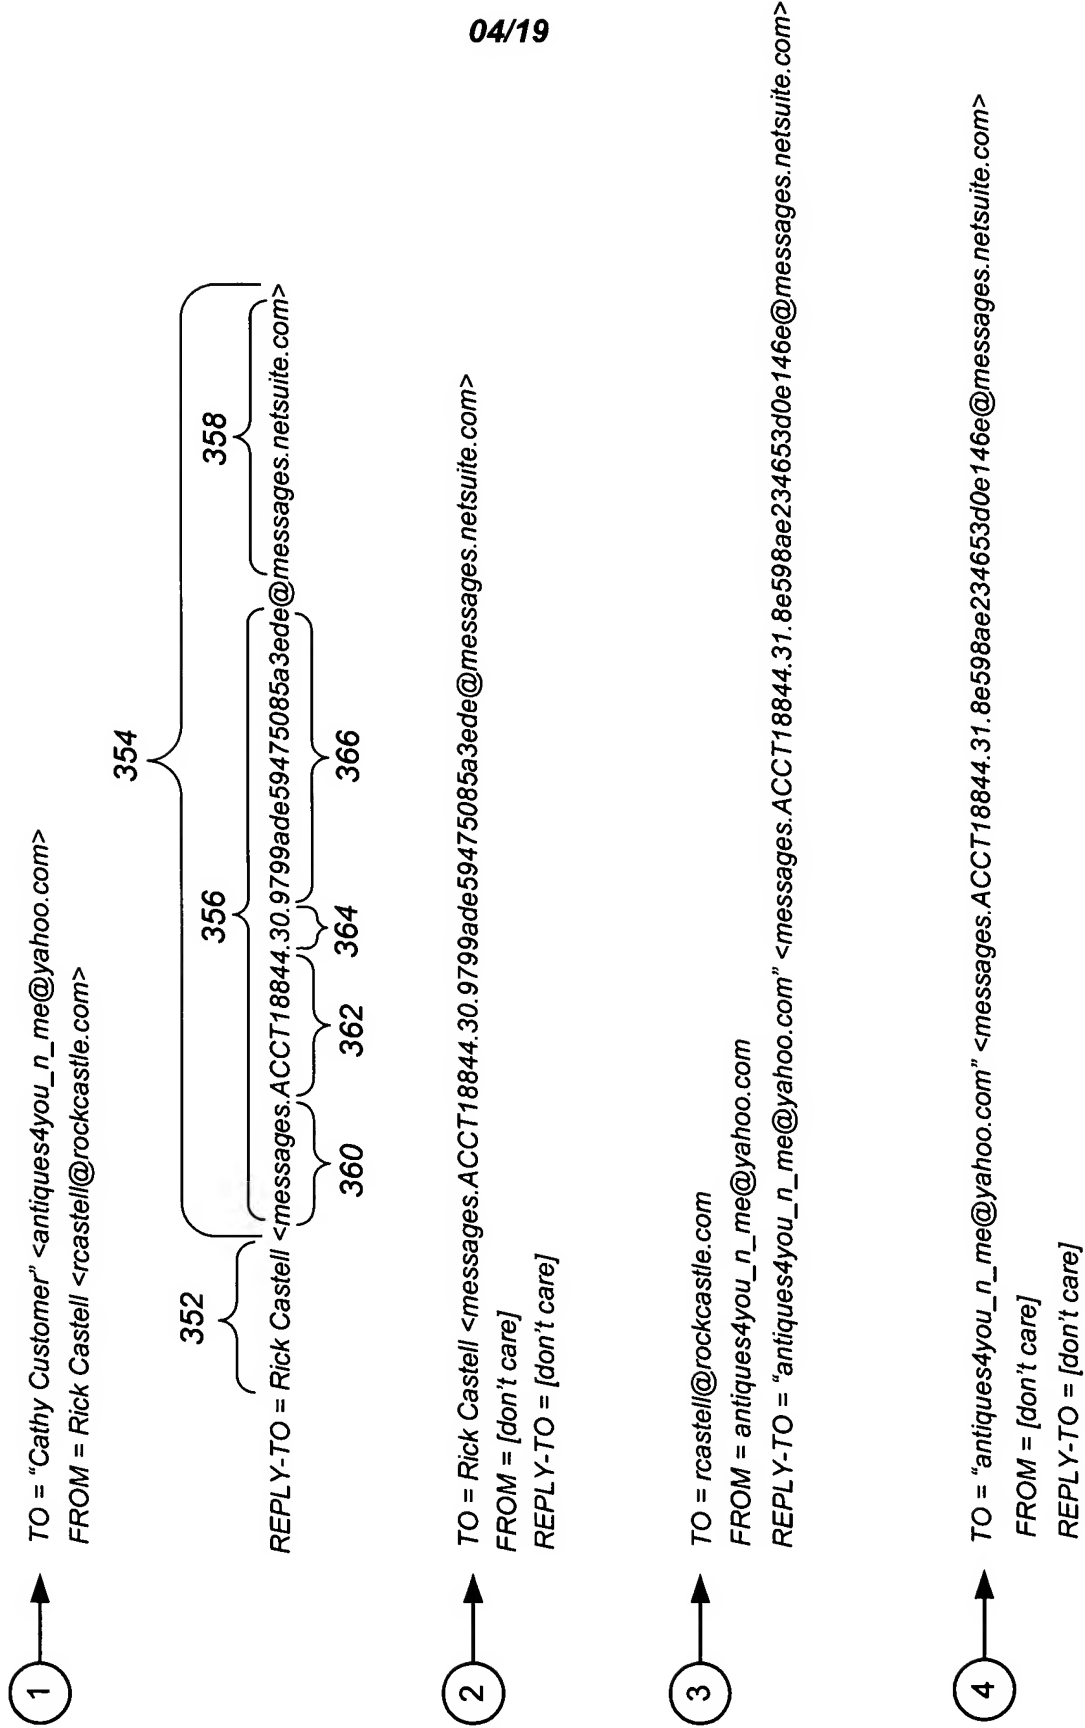 04/19
1
TO = "Cathy Customer" <antiques4you_n_me@yahoo.com>
FROM = Rick Castell <rcastell@rockcastle.com>
354
356
358
352
REPLY-TO = Rick Castell <messages.ACCT18844.30.9799ade59475085a3ede@messages.netsuite.com>
360
362
364
366
2
TO = Rick Castell <messages.ACCT18844.30.9799ade59475085a3ede@messages.netsuite.com>
FROM = [don't care]
REPLY-TO = [don't care]
3
TO = rcastell@rockcastle.com
FROM = antiques4you_n_me@yahoo.com
REPLY-TO = "antiques4you_n_me@yahoo.com" <messages.ACCT18844.31.8e598ae234653d0e146e@messages.netsuite.com>
4
TO = "antiques4you_n_me@yahoo.com" <messages.ACCT18844.31.8e598ae234653d0e146e@messages.netsuite.com>
FROM = [don't care]
REPLY-TO = [don't care]